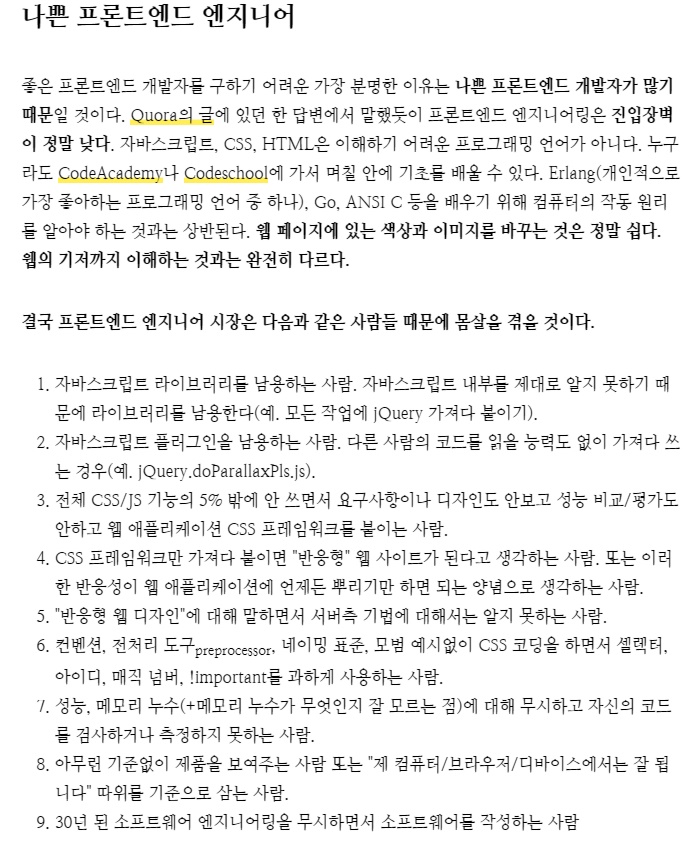 나쁜 프론트엔드 엔지니어
좋은 프론트엔드 개발자를 구하기 어려운 가장 분명한 이유는 나쁜 프론트엔드 개발자가 많기
때문일 것이다. Quora의 글에 있던 한 답변에서 말했듯이 프론트엔드 엔지니어링은 진입장벽
이 정말 낮다. 자바스크립트, CSS, HTML은 이해하기 어려운 프로그래밍 언어가 아니다. 누구
라도 CodeAcademy나 Codeschool에 가서 며칠 안에 기초를 배울 수 있다. Erlang(개인적으로
가장 좋아하는 프로그래밍 언어 중 하나), Go, ANSI C 등을 배우기 위해 컴퓨터의 작동 원리
를 알아야 하는 것과는 상반된다. 웹 페이지에 있는 색상과 이미지를 바꾸는 것은 정말 쉽다.
웹의 기저까지 이해하는 것과는 완전히 다르다.
결국 프론트엔드 엔지니어 시장은 다음과 같은 사람들 때문에 몸살을 겪을 것이다.
1. 자바스크립트 라이브러리를 남용하는 사람. 자바스크립트 내부를 제대로 알지 못하기 때
문에 라이브러리를 남용한다(예. 모든 작업에 jQuery 가져다 붙이기).
2. 자바스크립트 플러그인을 남용하는 사람. 다른 사람의 코드를 읽을 능력도 없이 가져다 쓰
는 경우(예. jQuery.doParallaxPls.js).
3. 전체 CSS/JS 기능의 5% 밖에 안 쓰면서 요구사항이나 디자인도 안보고 성능 비교/평가도
안하고 웹 애플리케이션 CSS 프레임워크를 붙이는 사람.
4. CSS 프레임워크만 가져다 붙이면 "반응형" 웹 사이트가 된다고 생각하는 사람. 또는 이러
한 반응성이 웹 애플리케이션에 언제든 뿌리기만 하면 되는 양념으로 생각하는 사람.
5. "반응형 웹 디자인"에 대해 말하면서 서버측 기법에 대해서는 알지 못하는 사람.
6. 컨벤션, 전처리 도구preprocessor, 네이밍 표준, 모범 예시없이 CSS 코딩을 하면서 셀렉터,
아이디, 매직 넘버, !important를 과하게 사용하는 사람.
7. 성능, 메모리 누수(+메모리 누수가 무엇인지 잘 모르는 점)에 대해 무시하고 자신의 코드
를 검사하거나 측정하지 못하는 사람.
8. 아무런 기준없이 제품을 보여주는 사람 또는 "제 컴퓨터/브라우저/디바이스에서는 잘 됩
니다" 따위를 기준으로 삼는 사람.
9. 30년 된 소프트웨어 엔지니어링을 무시하면서 소프트웨어를 작성하는 사람